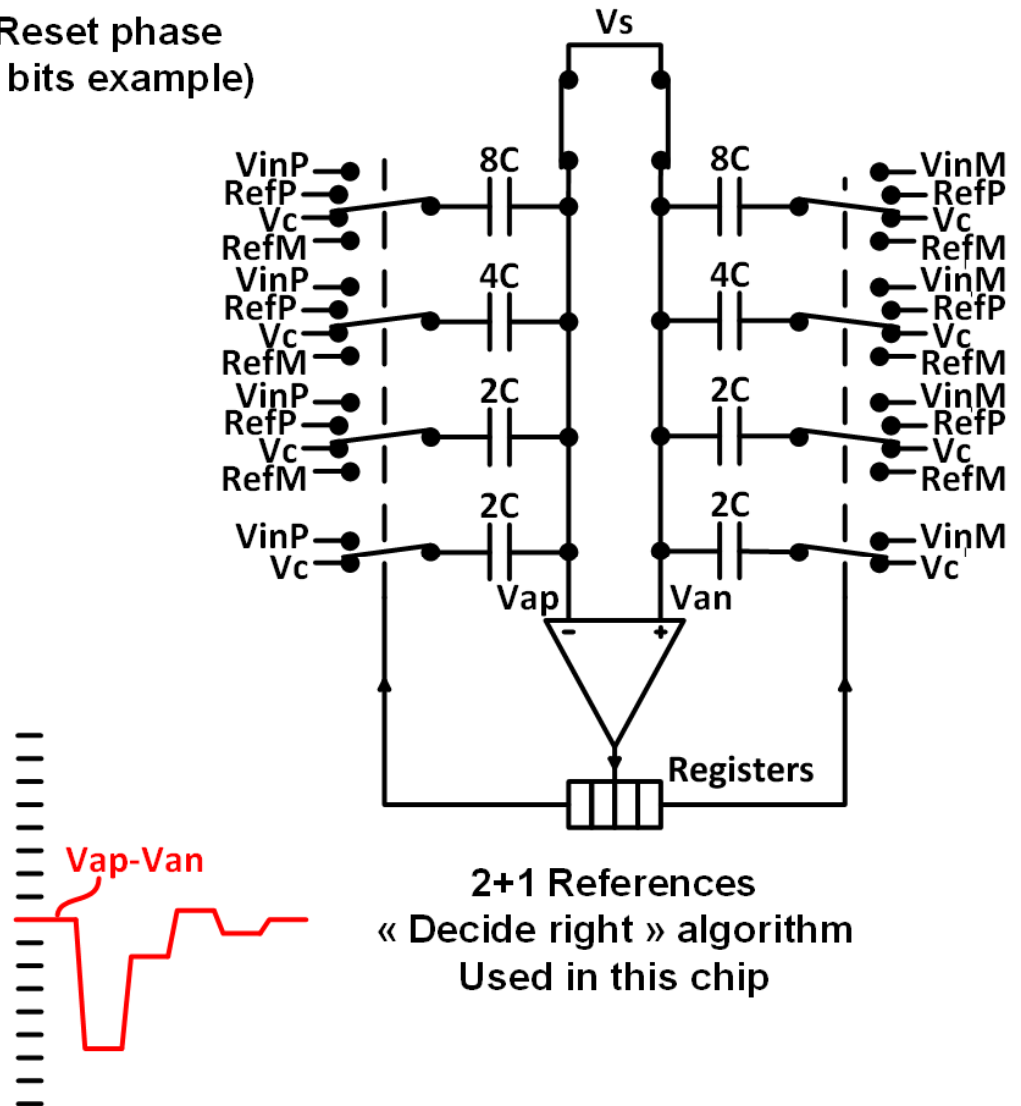 Reset phase
bits example)
Vs
8C
8C
VinP
RefP
Vc
RefM
VinM
RefP
Vc
RefM
4C
4C
VinP
RefP
Vc
RefM
VinM
RefP
Vc
RefM
2C
2C
VinP
RefP
Vc
RefM
VinM
RefP
Vc
RefM
2C
2C
VinP
Vc
VinM
Vc
Vap
Van
- +
Registers
Vap-Van
2+1 References
« Decide right » algorithm
Used in this chip